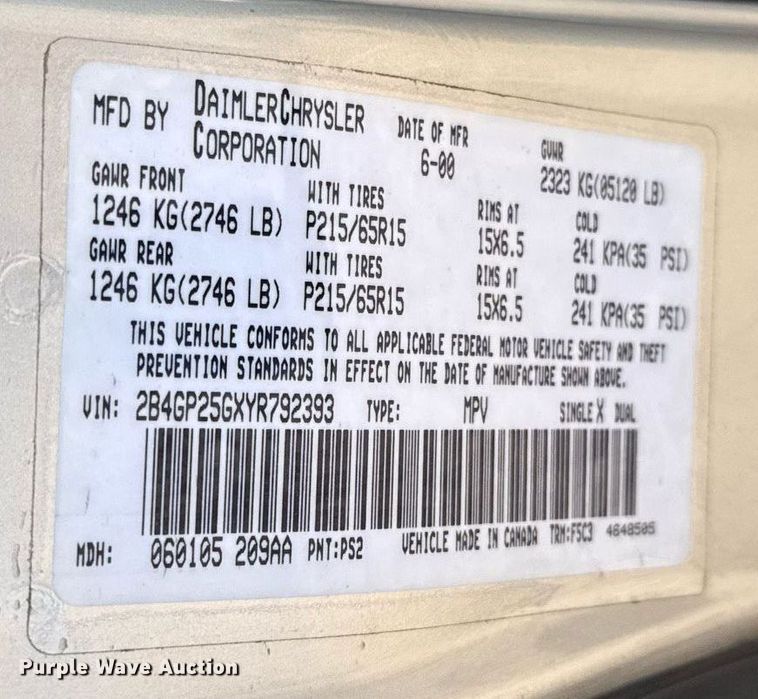 MFD BY DAIMLERCHRYSLER CORPORATION DATE OF MFR 6-00 GVWR 2323 KG(05120 LB)
GAWR FRONT WITH TIRES RIMS AT COLD
1246 KG(2746 LB) P215/65R15 15X6.5 241 KPA(35 PSI)
GAWR REAR WITH TIRES RIMS AT COLD
1246 KG(2746 LB) P215/65R15 15X6.5 241 KPA(35 PSI)
THIS VEHICLE CONFORMS TO ALL APPLICABLE FEDERAL MOTOR VEHICLE SAFETY AND THEFT
PREVENTION STANDARDS IN EFFECT ON THE DATE OF MANUFACTURE SHOWN ABOVE.
VIN: 2B4GP25GXYR792393 TYPE: MPV SINGLE X DUAL
MDH: 060105 209AA PNT:PS2 VEHICLE MADE IN CANADA TRM:F5C3 4648505
Purple Wave Auction